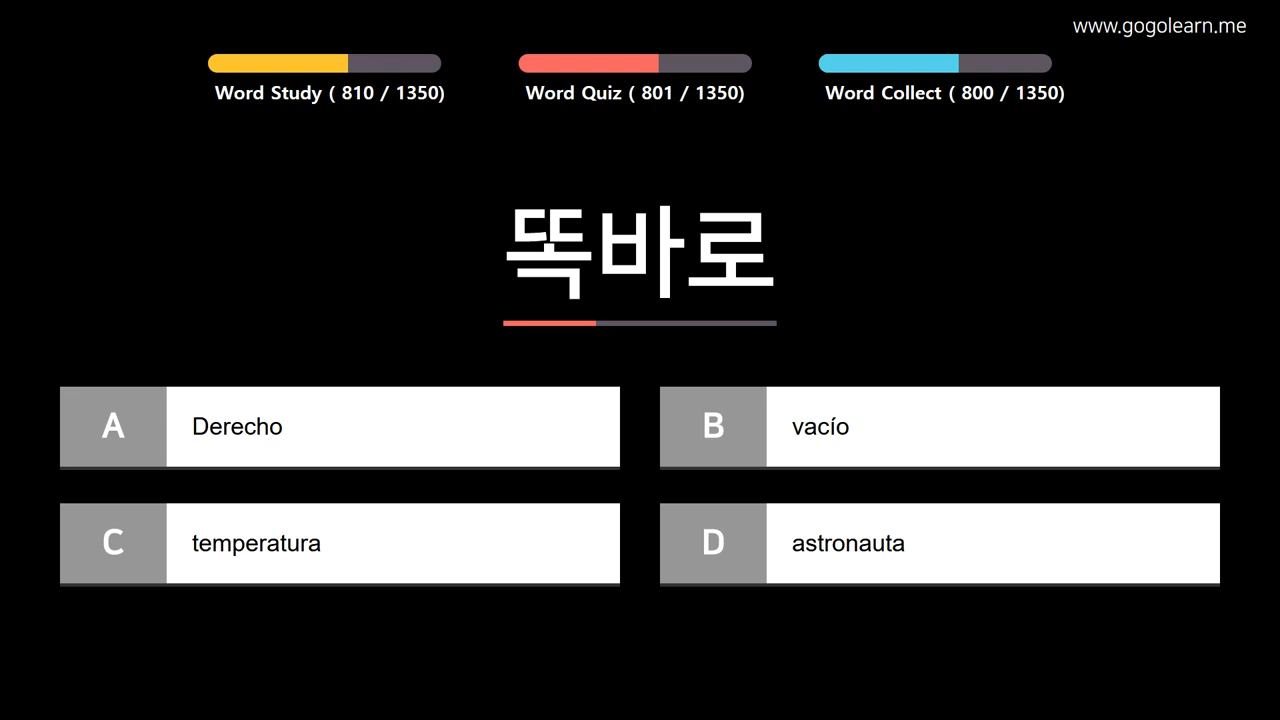 www.gogolearn.me
Word Study ( 810 / 1350)
Word Quiz ( 801 / 1350)
Word Collect ( 800 / 1350)
똑바로
A Derecho
B vacío
C temperatura
D astronauta